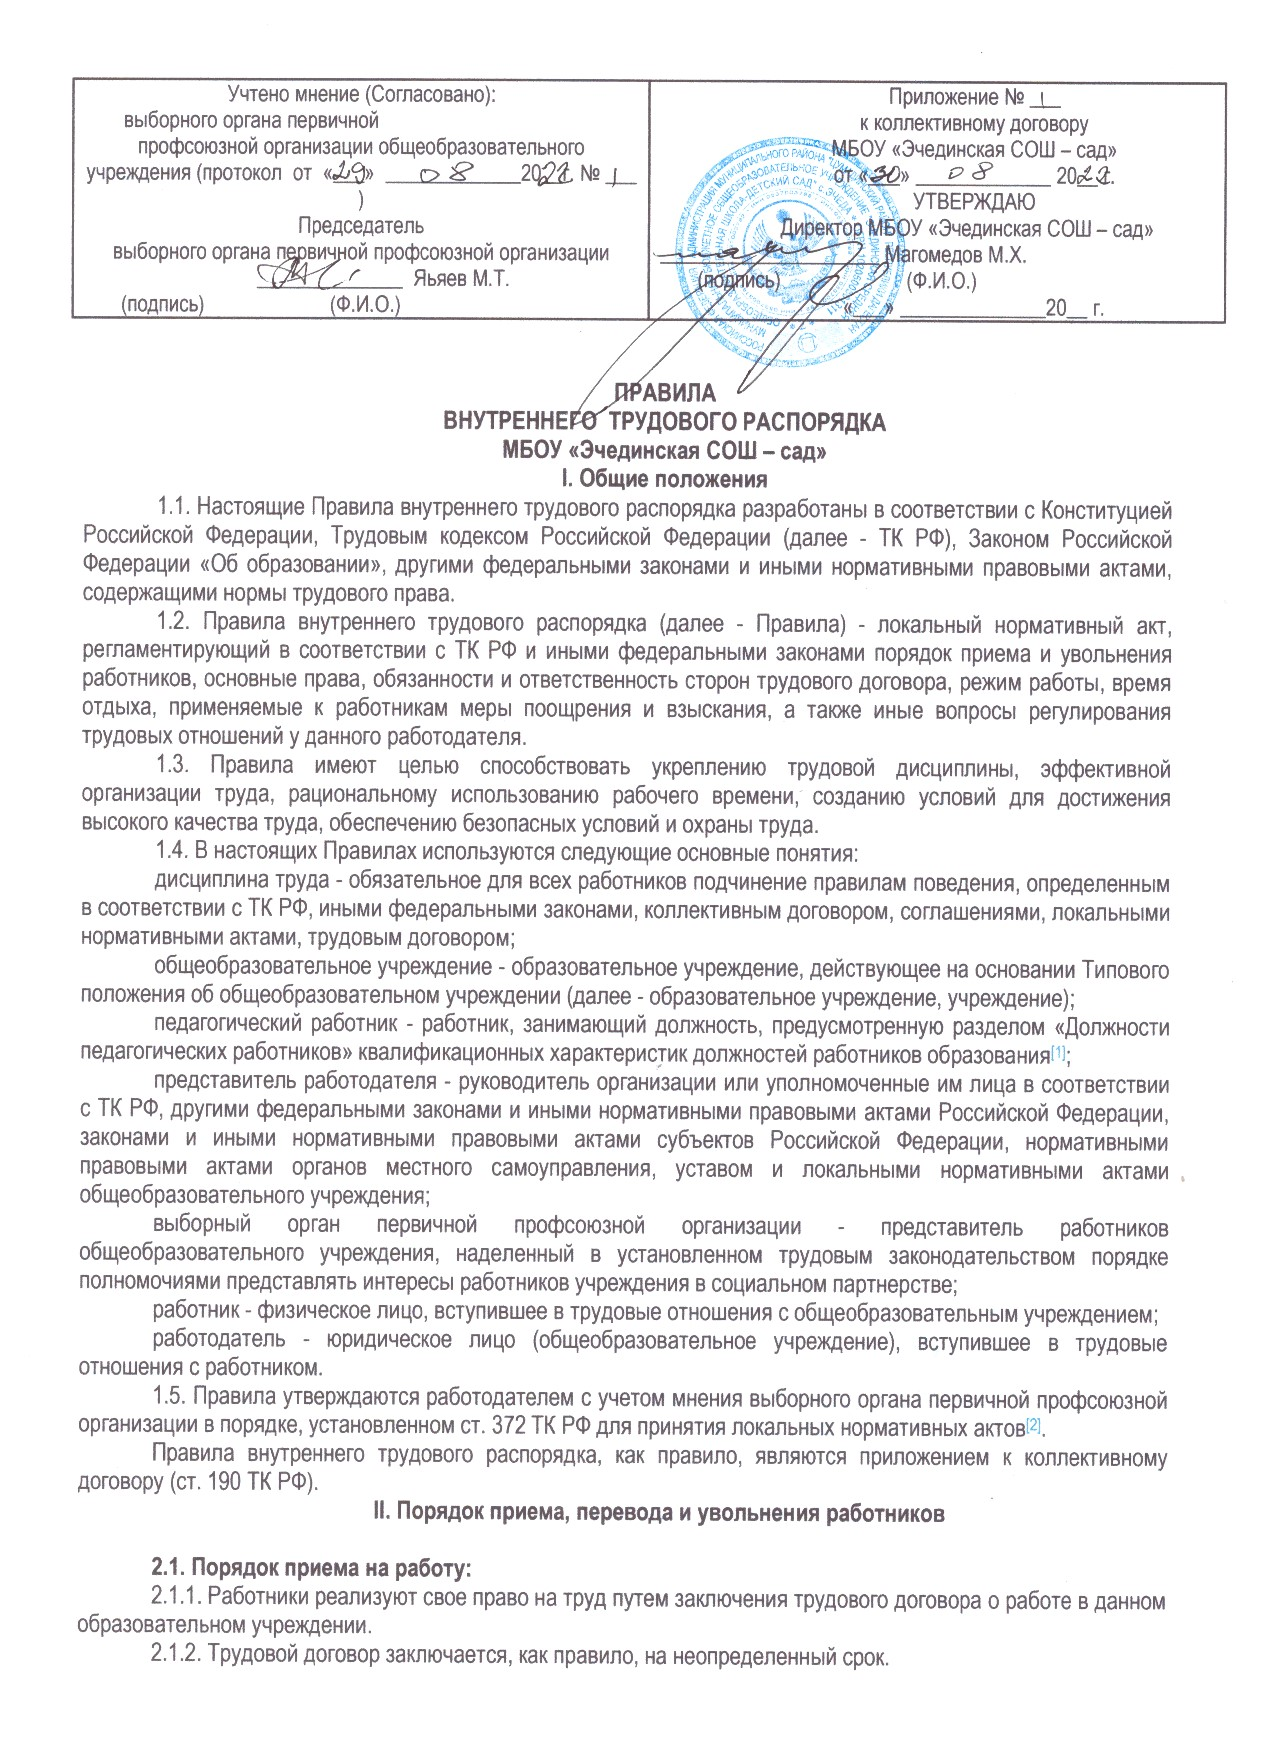 Учтено мнение (Согласовано):
выборного органа первичной
профсоюзной организации общеобразовательного
учреждения (протокол от «29» 08 2022 № 1
)
Председатель
выборного органа первичной профсоюзной организации
Яьяев М.Т.
(подпись) (Ф.И.О.)
Приложение № 1
к коллективному договору
МБОУ «Эчединская СОШ – сад»
от «30» 08 2022.
УТВЕРЖДАЮ
Директор МБОУ «Эчединская СОШ – сад»
Магомедов М.Х.
(подпись) (Ф.И.О.)
«___» ______________20__ г.
ПРАВИЛА
ВНУТРЕННЕГО ТРУДОВОГО РАСПОРЯДКА
МБОУ «Эчединская СОШ – сад»
I. Общие положения
1.1. Настоящие Правила внутреннего трудового распорядка разработаны в соответствии с Конституцией
Российской Федерации, Трудовым кодексом Российской Федерации (далее - ТК РФ), Законом Российской
Федерации «Об образовании», другими федеральными законами и иными нормативными правовыми актами,
содержащими нормы трудового права.
1.2. Правила внутреннего трудового распорядка (далее - Правила) - локальный нормативный акт,
регламентирующий в соответствии с ТК РФ и иными федеральными законами порядок приема и увольнения
работников, основные права, обязанности и ответственность сторон трудового договора, режим работы, время
отдыха, применяемые к работникам меры поощрения и взыскания, а также иные вопросы регулирования
трудовых отношений у данного работодателя.
1.3. Правила имеют целью способствовать укреплению трудовой дисциплины, эффективной
организации труда, рациональному использованию рабочего времени, созданию условий для достижения
высокого качества труда, обеспечению безопасных условий и охраны труда.
1.4. В настоящих Правилах используются следующие основные понятия:
дисциплина труда - обязательное для всех работников подчинение правилам поведения, определенным
в соответствии с ТК РФ, иными федеральными законами, коллективным договором, соглашениями, локальными
нормативными актами, трудовым договором;
общеобразовательное учреждение - образовательное учреждение, действующее на основании Типового
положения об общеобразовательном учреждении (далее - образовательное учреждение, учреждение);
педагогический работник - работник, занимающий должность, предусмотренную разделом «Должности
педагогических работников» квалификационных характеристик должностей работников образования[1];
представитель работодателя - руководитель организации или уполномоченные им лица в соответствии
с ТК РФ, другими федеральными законами и иными нормативными правовыми актами Российской Федерации,
законами и иными нормативными правовыми актами субъектов Российской Федерации, нормативными
правовыми актами органов местного самоуправления, уставом и локальными нормативными актами
общеобразовательного учреждения;
выборный орган первичной профсоюзной организации - представитель работников
общеобразовательного учреждения, наделенный в установленном трудовым законодательством порядке
полномочиями представлять интересы работников учреждения в социальном партнерстве;
работник - физическое лицо, вступившее в трудовые отношения с общеобразовательным учреждением;
работодатель - юридическое лицо (общеобразовательное учреждение), вступившее в трудовые
отношения с работником.
1.5. Правила утверждаются работодателем с учетом мнения выборного органа первичной профсоюзной
организации в порядке, установленном ст. 372 ТК РФ для принятия локальных нормативных актов[2].
Правила внутреннего трудового распорядка, как правило, являются приложением к коллективному
договору (ст. 190 ТК РФ).
II. Порядок приема, перевода и увольнения работников
2.1. Порядок приема на работу:
2.1.1. Работники реализуют свое право на труд путем заключения трудового договора о работе в данном
образовательном учреждении.
2.1.2. Трудовой договор заключается, как правило, на неопределенный срок.